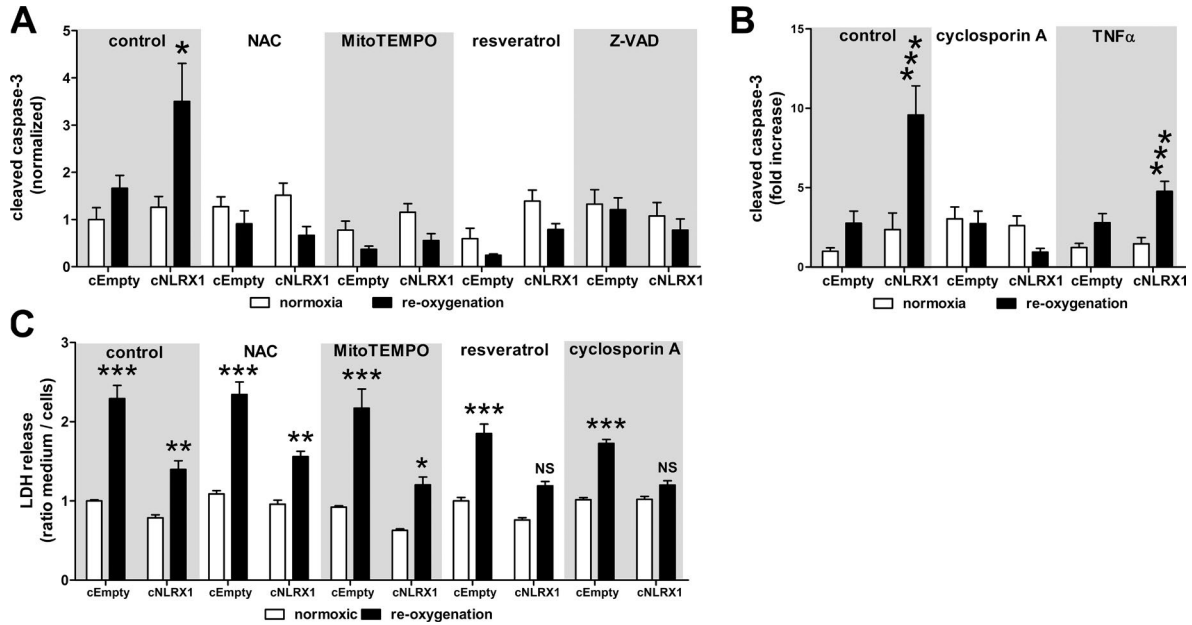 A
control NAC MitoTEMPO resveratrol Z-VAD
*
cleaved caspase-3
(normalized)
5
4
3
2
1
0
cEmpty cNLRX1 cEmpty cNLRX1 cEmpty cNLRX1 cEmpty cNLRX1 cEmpty cNLRX1
normoxia re-oxygenation
B
control cyclosporin A TNFα
*** ***
cleaved caspase-3
(fold increase)
15
10
5
0
cEmpty cNLRX1 cEmpty cNLRX1 cEmpty cNLRX1
normoxia re-oxygenation
C
control NAC MitoTEMPO resveratrol cyclosporin A
*** ** *** ** *** * *** NS *** NS
LDH release
(ratio medium / cells)
3
2
1
0
cEmpty cNLRX1 cEmpty cNLRX1 cEmpty cNLRX1 cEmpty cNLRX1 cEmpty cNLRX1
normoxic re-oxygenation